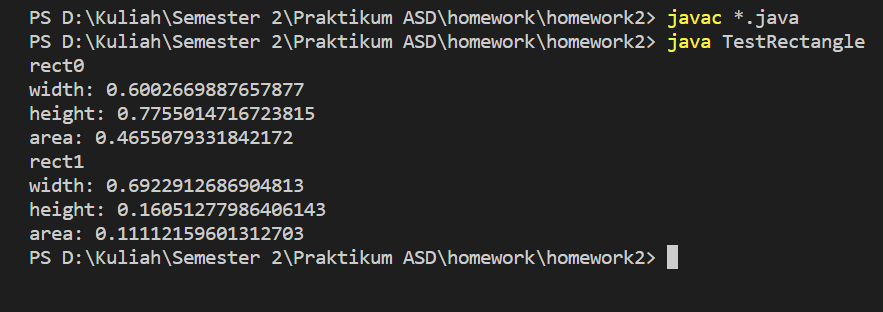 PS D:\Kuliah\Semester 2\Praktikum ASD\homework\homework2> javac *.java
PS D:\Kuliah\Semester 2\Praktikum ASD\homework\homework2> java TestRectangle
rect0
width: 0.6002669887657877
height: 0.7755014716723815
area: 0.4655079331842172
rect1
width: 0.6922912686904813
height: 0.16051277986406143
area: 0.11112159601312703
PS D:\Kuliah\Semester 2\Praktikum ASD\homework\homework2>